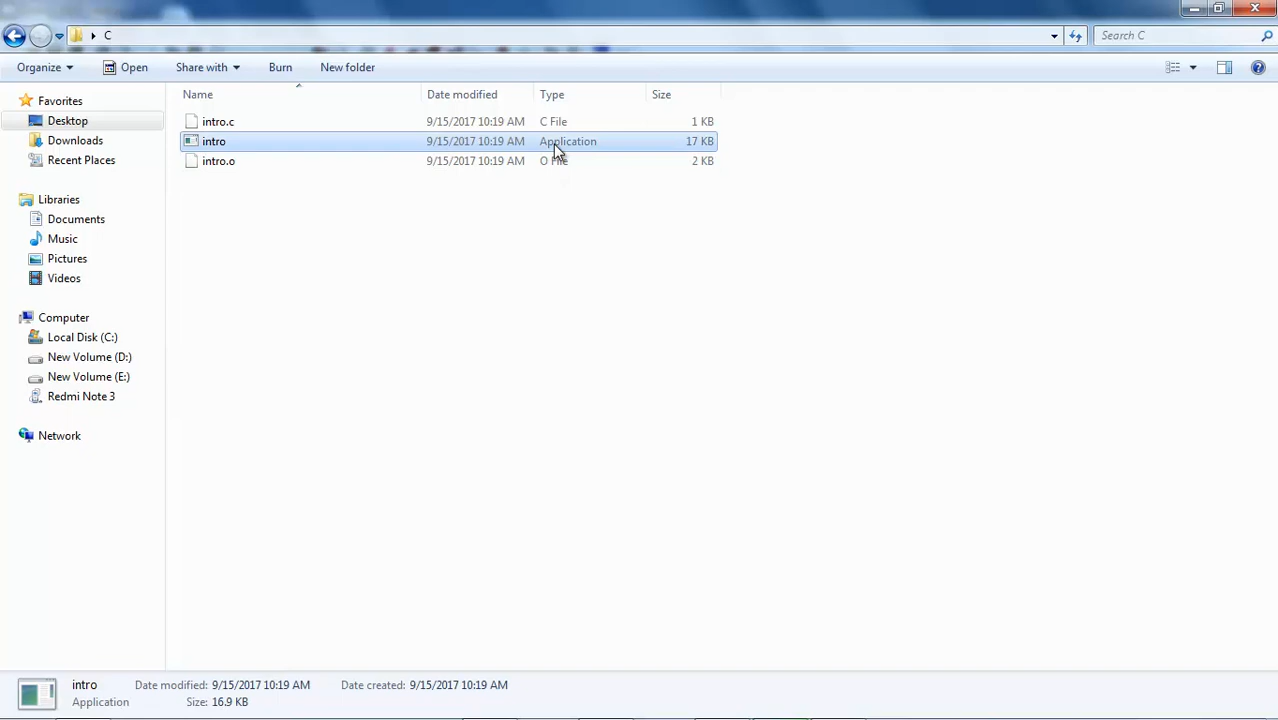 C
Search C
Organize Open Share with Burn New folder
Name Date modified Type Size
Favorites
Desktop
Downloads
Recent Places
Libraries
Documents
Music
Pictures
Videos
Computer
Local Disk (C:)
New Volume (D:)
New Volume (E:)
Redmi Note 3
Network
intro.c 9/15/2017 10:19 AM C File 1 KB
intro 9/15/2017 10:19 AM Application 17 KB
intro.o 9/15/2017 10:19 AM O File 2 KB
intro Date modified: 9/15/2017 10:19 AM Date created: 9/15/2017 10:19 AM
Application Size: 16.9 KB